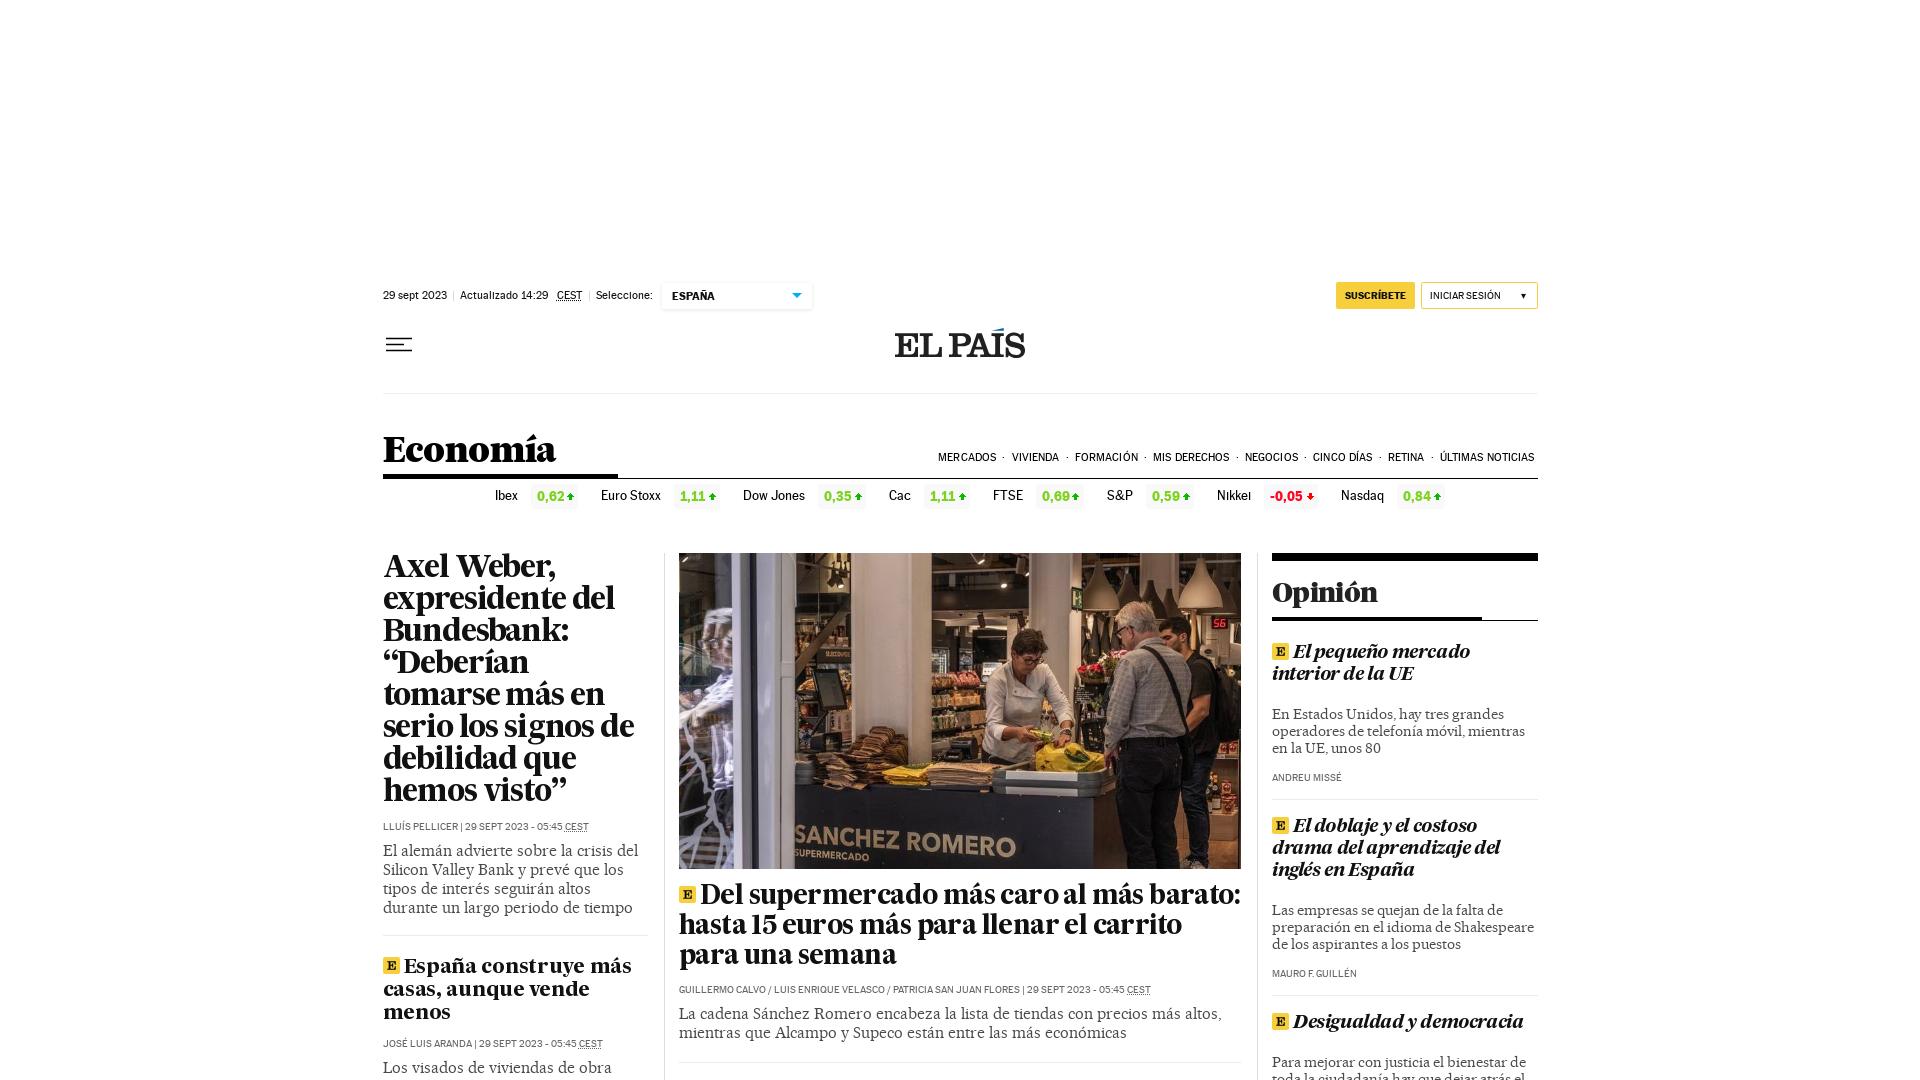 29 sept 2023 | Actualizado 14:29 CEST | Seleccione: ESPAÑA
SUSCRÍBETE
INICIAR SESIÓN ▼
EL PAÍS
Economía
MERCADOS · VIVIENDA · FORMACIÓN · MIS DERECHOS · NEGOCIOS · CINCO DÍAS · RETINA · ÚLTIMAS NOTICIAS
Ibex 0,62 Euro Stoxx 1,11 Dow Jones 0,35 Cac 1,11 FTSE 0,69 S&P 0,59 Nikkei -0,05 Nasdaq 0,84
Axel Weber,
expresidente del
Bundesbank:
“Deberían
tomarse más en
serio los signos de
debilidad que
hemos visto”
LLUÍS PELLICER | 29 SEPT 2023 - 05:45 CEST
El alemán advierte sobre la crisis del
Silicon Valley Bank y prevé que los
tipos de interés seguirán altos
durante un largo periodo de tiempo
E España construye más
casas, aunque vende
menos
JOSÉ LUIS ARANDA | 29 SEPT 2023 - 05:45 CEST
Los visados de viviendas de obra
56
SANCHEZ ROMERO
SUPERMERCADO
E Del supermercado más caro al más barato:
hasta 15 euros más para llenar el carrito
para una semana
GUILLERMO CALVO / LUIS ENRIQUE VELASCO / PATRICIA SAN JUAN FLORES | 29 SEPT 2023 - 05:45 CEST
La cadena Sánchez Romero encabeza la lista de tiendas con precios más altos,
mientras que Alcampo y Supeco están entre las más económicas
Opinión
E El pequeño mercado
interior de la UE
En Estados Unidos, hay tres grandes
operadores de telefonía móvil, mientras
en la UE, unos 80
ANDREU MISSÉ
E El doblaje y el costoso
drama del aprendizaje del
inglés en España
Las empresas se quejan de la falta de
preparación en el idioma de Shakespeare
de los aspirantes a los puestos
MAURO F. GUILLÉN
E Desigualdad y democracia
Para mejorar con justicia el bienestar de
toda la ciudadanía hay que dejar atrás el